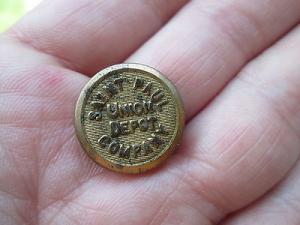 SAINT PAUL
UNION
DEPOT
COMPANY